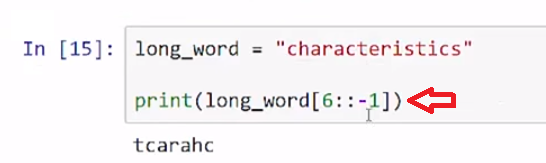 In [15]: long_word = "characteristics"
print(long_word[6::-1])
tcarahc